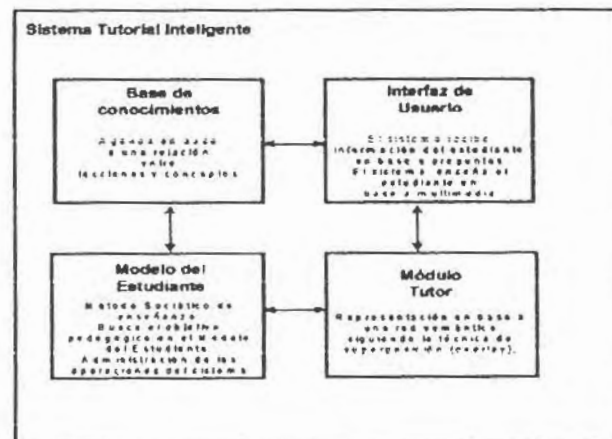 Sistema Tutorial Inteligente
Base de
conocimientos
Agenda en base
a una relación
entre
lecciones y conceptos
Interfaz de
Usuario
El sistema recibe
información del estudiante
en base a preguntas
El sistema enseña al
estudiante en
base a multimedia
Modelo del
Estudiante
Método Socrático de
enseñanza
Busca el objetivo
pedagógico en el Modelo
del Estudiante.
Administración de las
operaciones del sistema
Módulo
Tutor
Representación en base a
una red semántica
siguiendo la técnica de
superposición (overlay).